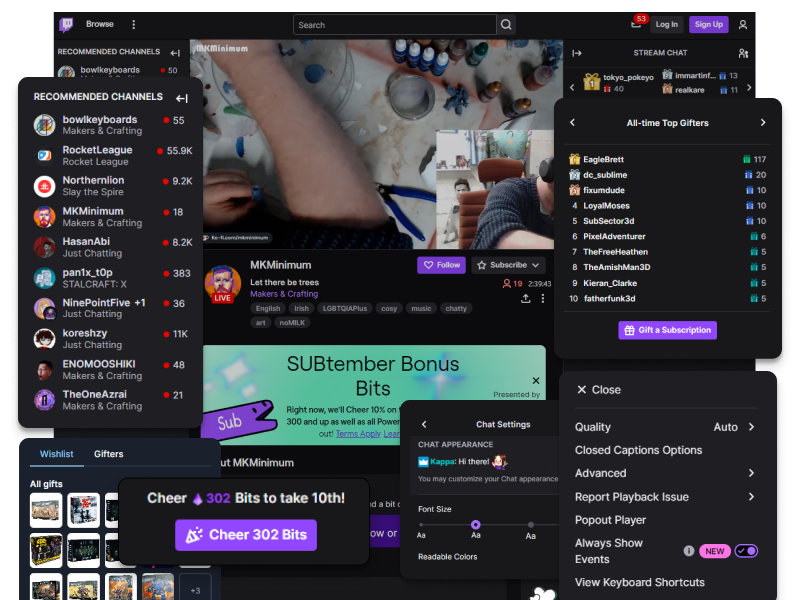 Browse
Search
53
Log In
Sign Up
RECOMMENDED CHANNELS
bowlkeyboards
50
MKMinimum
STREAM CHAT
tokyo_pokeyo
40
immartinf...
13
realkare
11
RECOMMENDED CHANNELS
bowlkeyboards
55
Makers & Crafting
RocketLeague
55.9K
Rocket League
Northernlion
9.2K
Slay the Spire
MKMinimum
18
Makers & Crafting
HasanAbi
8.2K
Just Chatting
pan1x_t0p
383
STALCRAFT: X
NinePointFive +1
36
Just Chatting
koreshzy
11K
Just Chatting
ENOMOOSHIKI
48
Makers & Crafting
TheOneAzrai
21
Makers & Crafting
All-time Top Gifters
EagleBrett
117
dc_sublime
20
fixumdude
10
4 LoyalMoses
10
5 SubSector3d
10
6 PixelAdventurer
6
7 TheFreeHeathen
5
8 TheAmishMan3D
5
9 Kieran_Clarke
5
10 fatherfunk3d
5
Gift a Subscription
Ko-fi.com/mkminimum
MKMinimum
Follow
Subscribe
Let there be trees
19
2:39:43
Makers & Crafting
LIVE
English
Irish
LGBTQIAPlus
cosy
music
chatty
art
noMILK
SUBtember Bonus
Bits
Presented by
Right now, we'll Cheer 10% on
300 and up as well as all Power
out! Terms Apply
Sub
ut MKMinimum
Chat Settings
CHAT APPEARANCE
Kappa: Hi there!
You may customize your Chat appearance
Font Size
Aa
Aa
Aa
Readable Colors
Close
Quality
Auto
Closed Captions Options
Advanced
Report Playback Issue
Popout Player
Always Show
Events
NEW
View Keyboard Shortcuts
Wishlist
Gifters
All gifts
+3
Cheer 302 Bits to take 10th!
Cheer 302 Bits
nd a bit
ow or